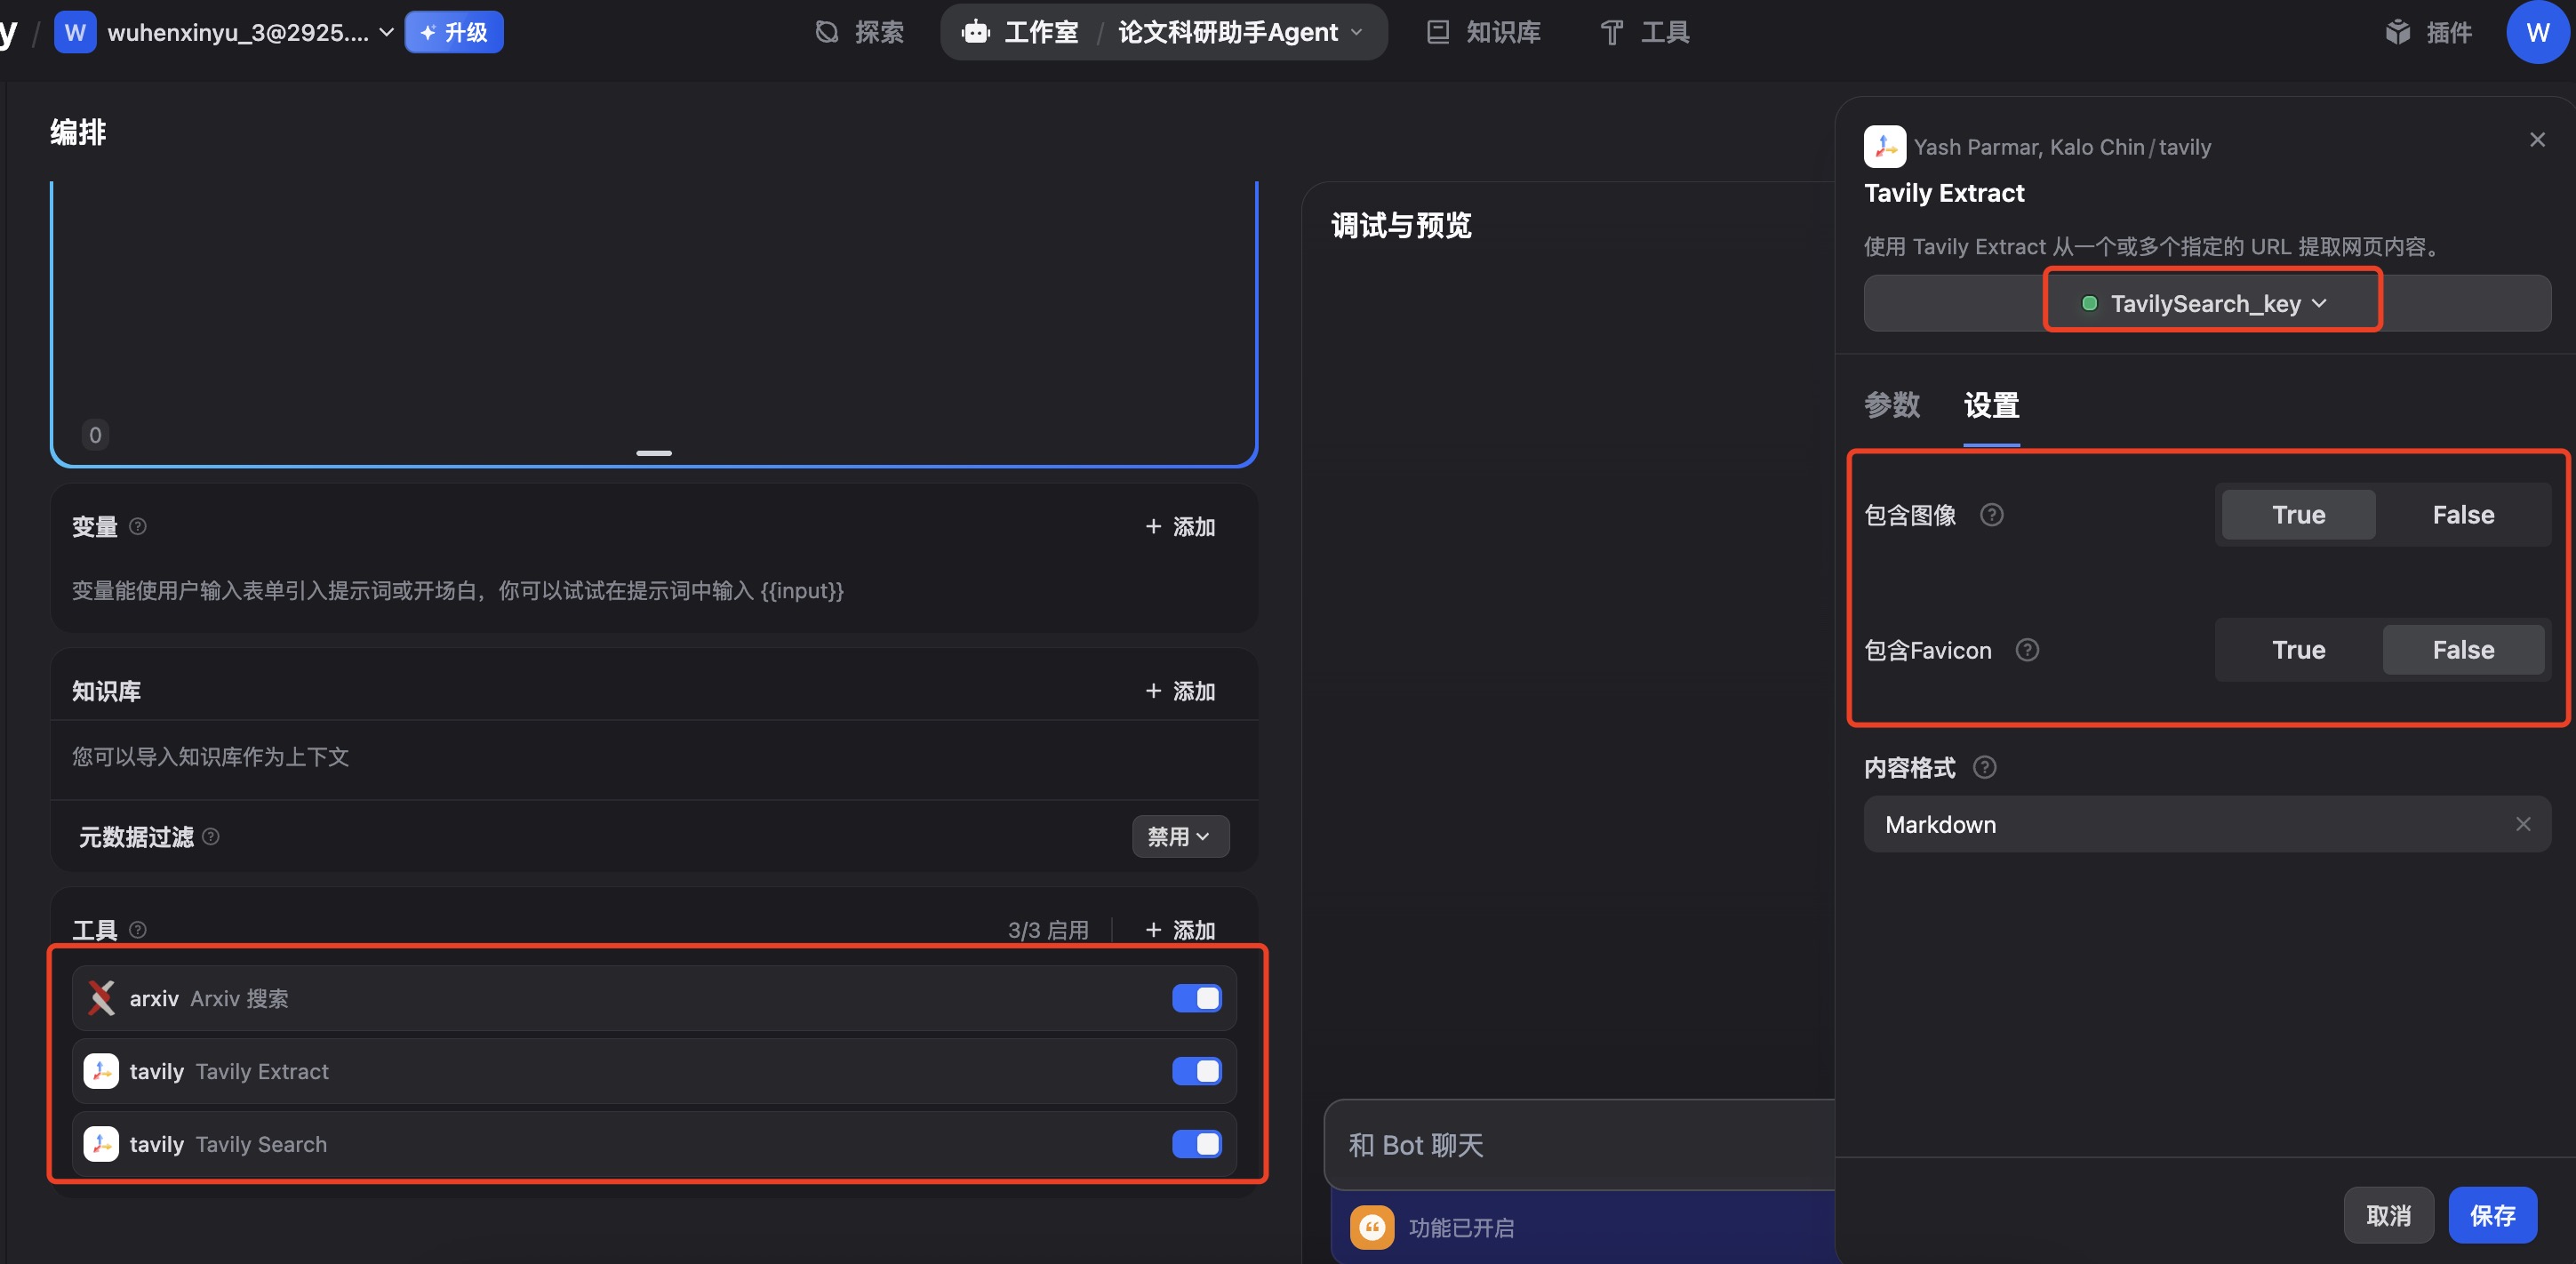 y / W wuhenxinyu_3@2925.... 升级 探索 工作室 / 论文科研助手Agent 知识库 工具 插件 W
编排
0
变量 ? + 添加
变量能使用户输入表单引入提示词或开场白，你可以试试在提示词中输入 {{input}}
知识库 + 添加
您可以导入知识库作为上下文
元数据过滤 ? 禁用
工具 ? 3/3 启用 + 添加
arxiv Arxiv 搜索
tavily Tavily Extract
tavily Tavily Search
调试与预览
和 Bot 聊天
功能已开启
Yash Parmar, Kalo Chin / tavily
Tavily Extract
使用 Tavily Extract 从一个或多个指定的 URL 提取网页内容。
TavilySearch_key
参数 设置
包含图像 ? True False
包含Favicon ? True False
内容格式 ?
Markdown
取消 保存